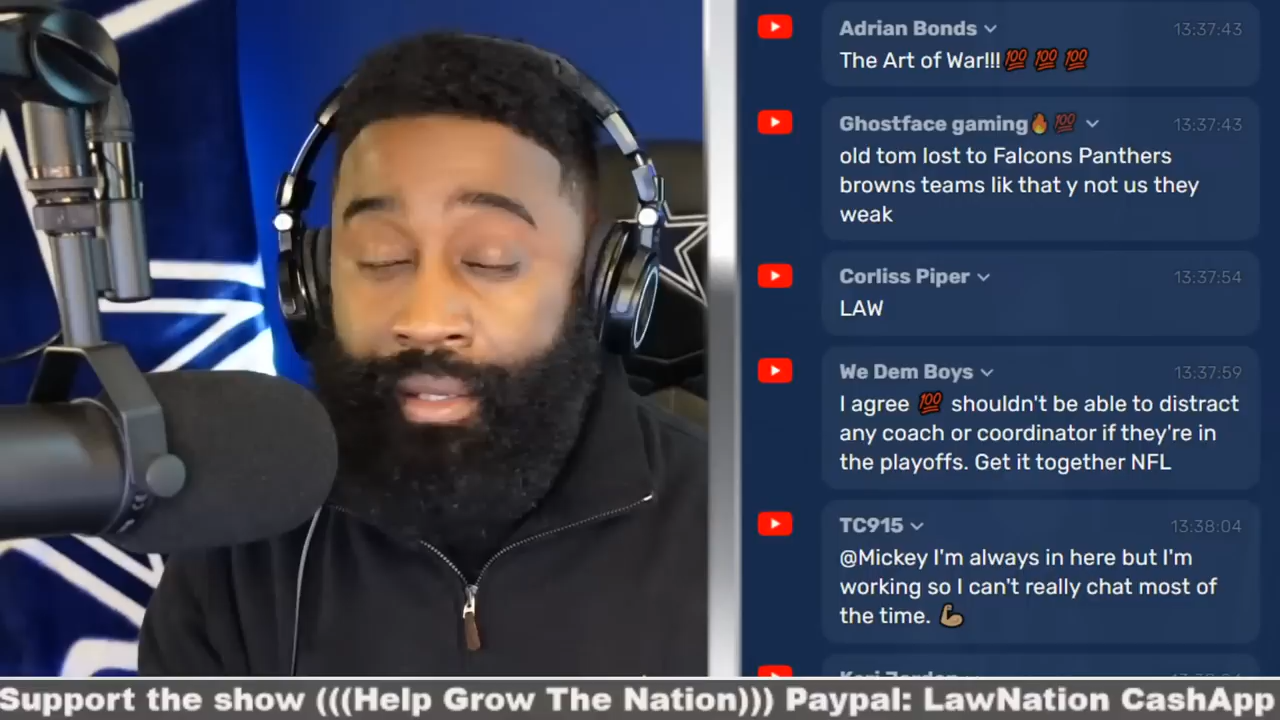 Adrian Bonds
13:37:43
The Art of War!!!💯 💯 💯
Ghostface gaming🔥 💯
13:37:43
old tom lost to Falcons Panthers
browns teams lik that y not us they
weak
Corliss Piper
13:37:54
LAW
We Dem Boys
13:37:59
I agree 💯 shouldn't be able to distract
any coach or coordinator if they're in
the playoffs. Get it together NFL
TC915
13:38:04
@Mickey I'm always in here but I'm
working so I can't really chat most of
the time. 💪🏽
Support the show (((Help Grow The Nation))) Paypal: LawNation CashApp